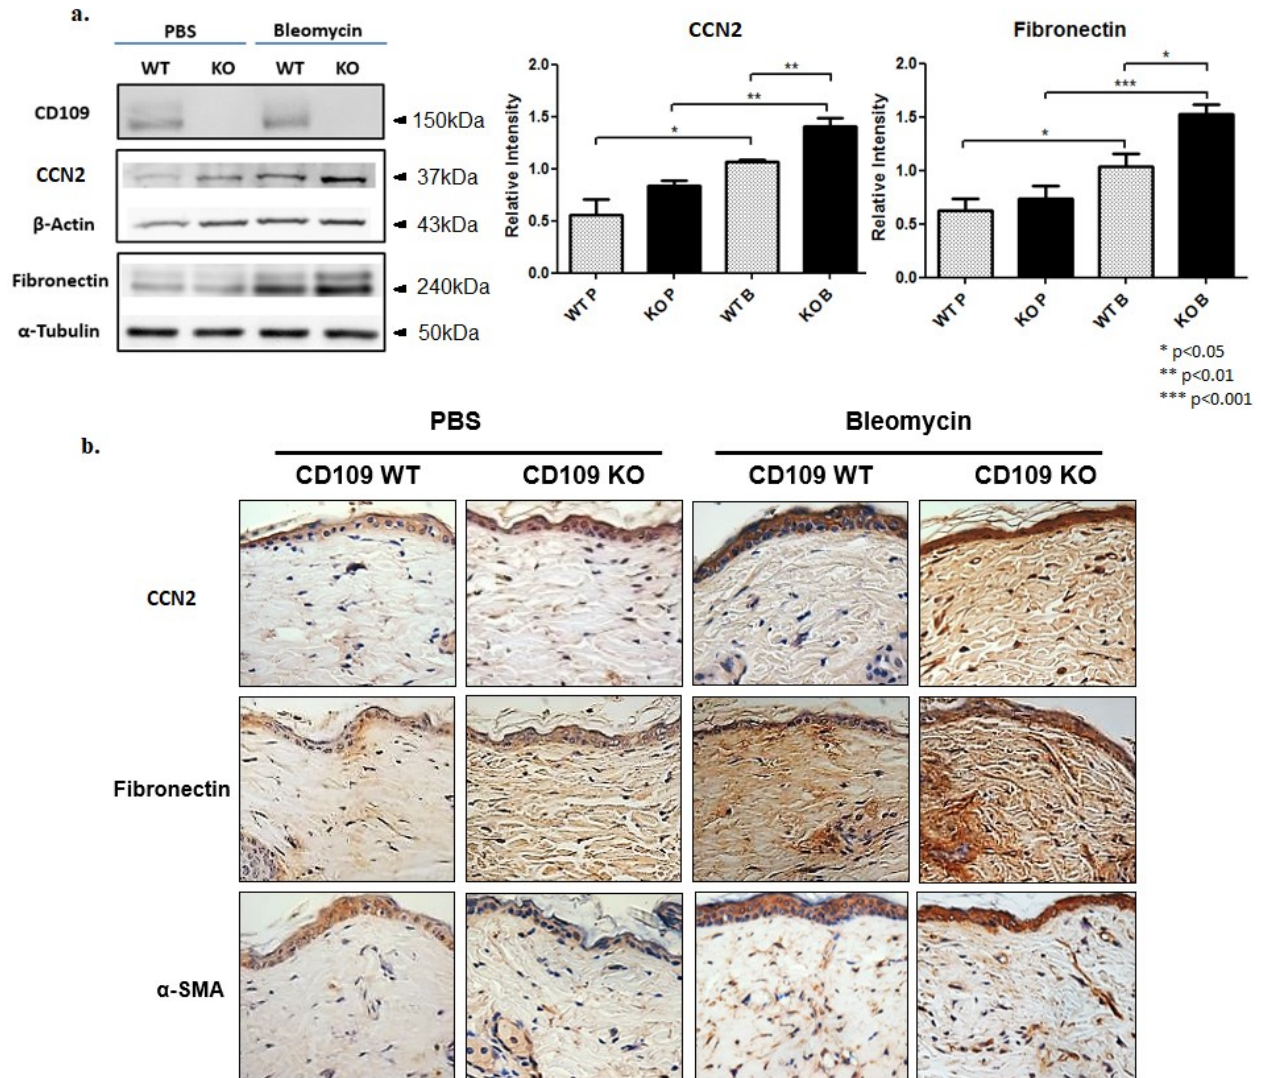 a.
PBS Bleomycin
WT KO WT KO
CD109 150kDa
CCN2 37kDa
β-Actin 43kDa
Fibronectin 240kDa
α-Tubulin 50kDa
CCN2
Relative Intensity
2.0
1.5
1.0
0.5
0.0
*
**
**
WT P KO P WT B KO B
Fibronectin
Relative Intensity
2.0
1.5
1.0
0.5
0.0
*
***
*
WT P KO P WT B KO B
* p<0.05
** p<0.01
*** p<0.001
b.
PBS Bleomycin
CD109 WT CD109 KO CD109 WT CD109 KO
CCN2
Fibronectin
α-SMA